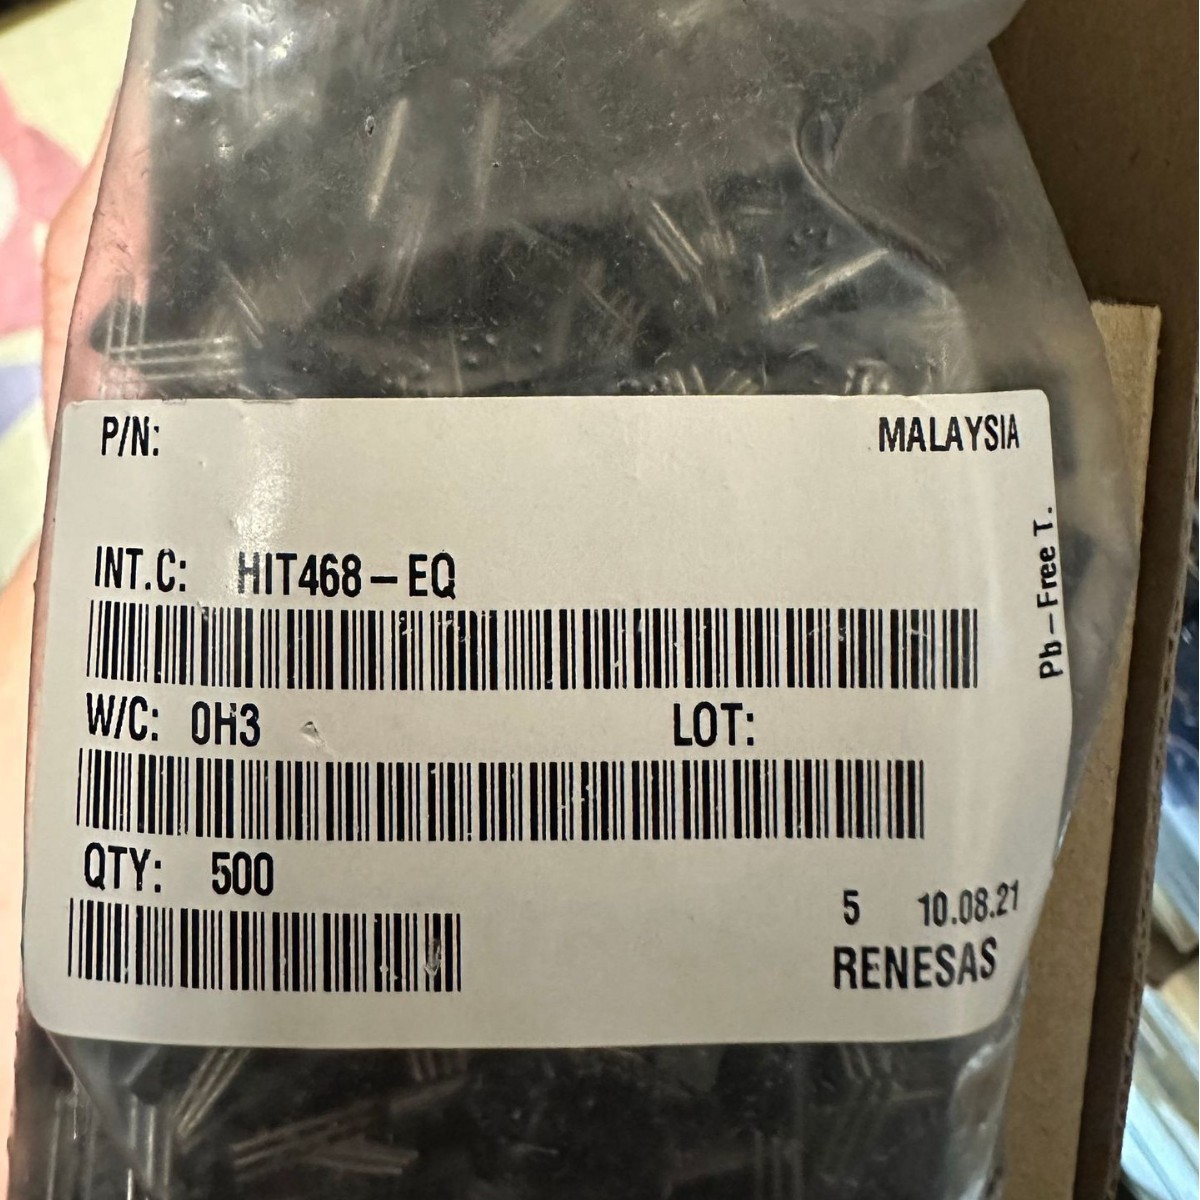 P/N:
MALAYSIA
Pb-Free T.
INT.C: HIT468-EQ
W/C: 0H3
LOT:
QTY: 500
5 10.08.21
RENESAS